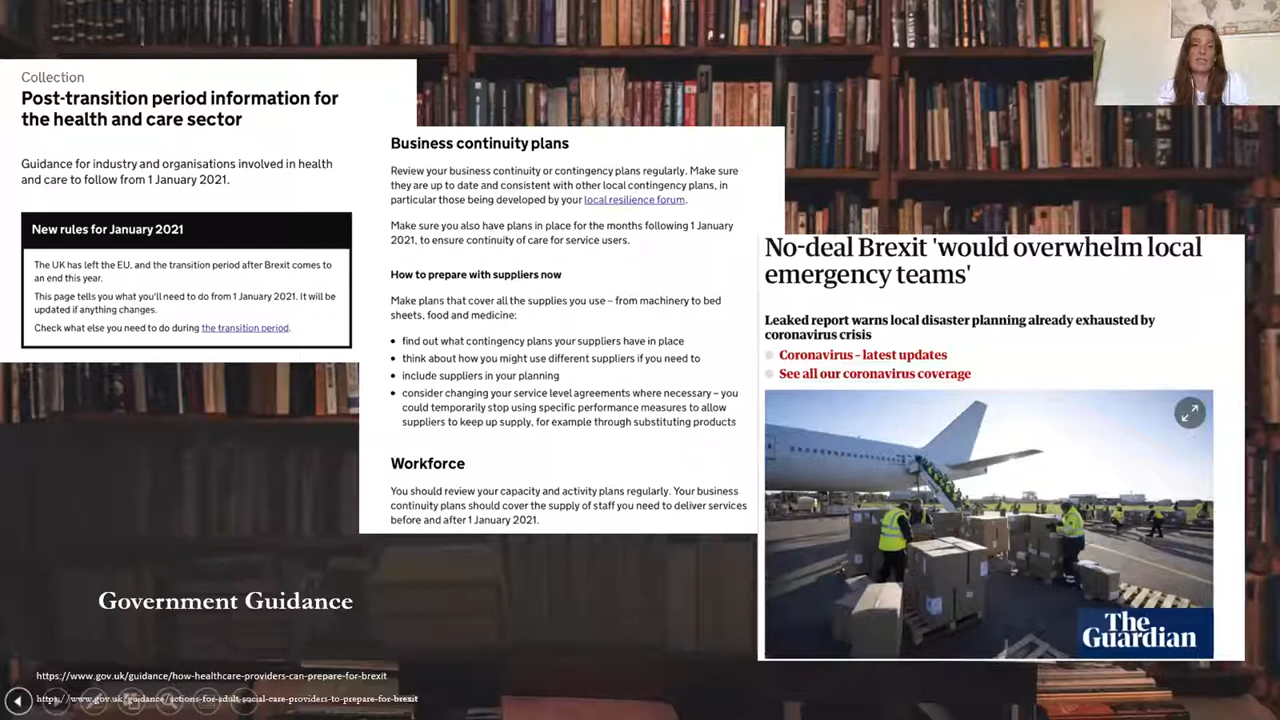 Collection
Post-transition period information for
the health and care sector
Guidance for industry and organisations involved in health
and care to follow from 1 January 2021.
New rules for January 2021
The UK has left the EU, and the transition period after Brexit comes to
an end this year.
This page tells you what you'll need to do from 1 January 2021. It will be
updated if anything changes.
Check what else you need to do during the transition period.
Business continuity plans
Review your business continuity or contingency plans regularly. Make sure
they are up to date and consistent with other local contingency plans, in
particular those being developed by your local resilience forum.
Make sure you also have plans in place for the months following 1 January
2021, to ensure continuity of care for service users.
How to prepare with suppliers now
Make plans that cover all the supplies you use – from machinery to bed
sheets, food and medicine:
• find out what contingency plans your suppliers have in place
• think about how you might use different suppliers if you need to
• include suppliers in your planning
• consider changing your service level agreements where necessary – you
could temporarily stop using specific performance measures to allow
suppliers to keep up supply, for example through substituting products
Workforce
You should review your capacity and activity plans regularly. Your business
continuity plans should cover the supply of staff you need to deliver services
before and after 1 January 2021.
No-deal Brexit 'would overwhelm local
emergency teams'
Leaked report warns local disaster planning already exhausted by
coronavirus crisis
Coronavirus – latest updates
See all our coronavirus coverage
The
Guardian
Government Guidance
https://www.gov.uk/guidance/how-healthcare-providers-can-prepare-for-brexit
https://www.gov.uk/guidance/actions-for-adult-social-care-providers-to-prepare-for-brexit